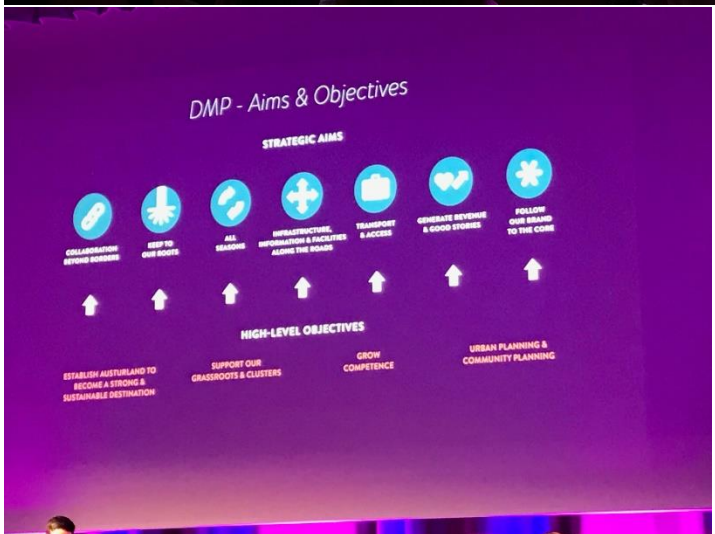 DMP - Aims & Objectives
STRATEGIC AIMS
COLLABORATION
BEYOND BORDERS
KEEP TO
OUR ROOTS
ALL
SEASONS
INFRASTRUCTURE,
INFORMATION & FACILITIES
ALONG THE ROADS
TRANSPORT
& ACCESS
GENERATE REVENUE
& GOOD STORIES
FOLLOW
OUR BRAND
TO THE CORE
HIGH-LEVEL OBJECTIVES
ESTABLISH AUSTURLAND TO
BECOME A STRONG &
SUSTAINABLE DESTINATION
SUPPORT OUR
GRASSROOTS & CLUSTERS
GROW
COMPETENCE
URBAN PLANNING &
COMMUNITY PLANNING